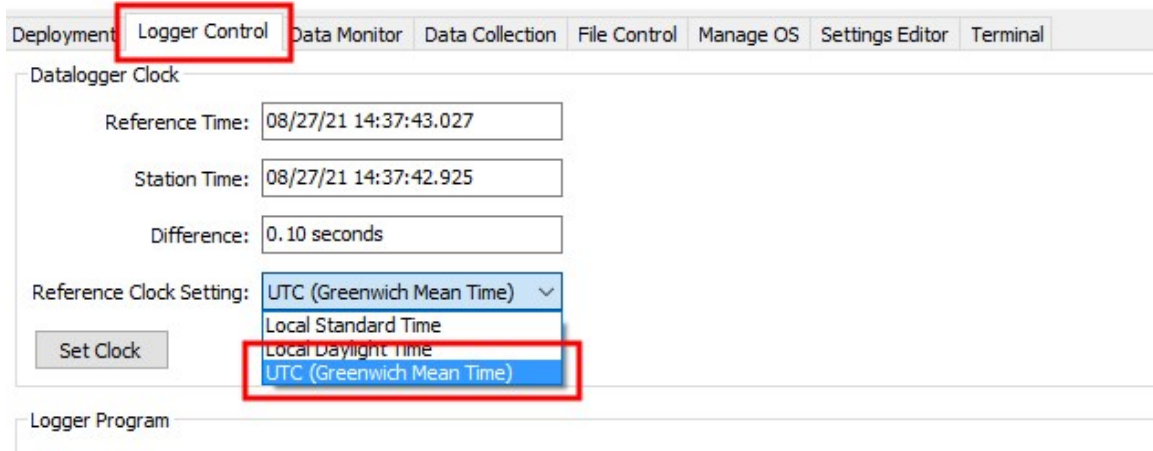 Deployment Logger Control Data Monitor Data Collection File Control Manage OS Settings Editor Terminal
Datalogger Clock
Reference Time: 08/27/21 14:37:43.027
Station Time: 08/27/21 14:37:42.925
Difference: 0.10 seconds
Reference Clock Setting: UTC (Greenwich Mean Time)
Local Standard Time
Set Clock Local Daylight Time
UTC (Greenwich Mean Time)
Logger Program